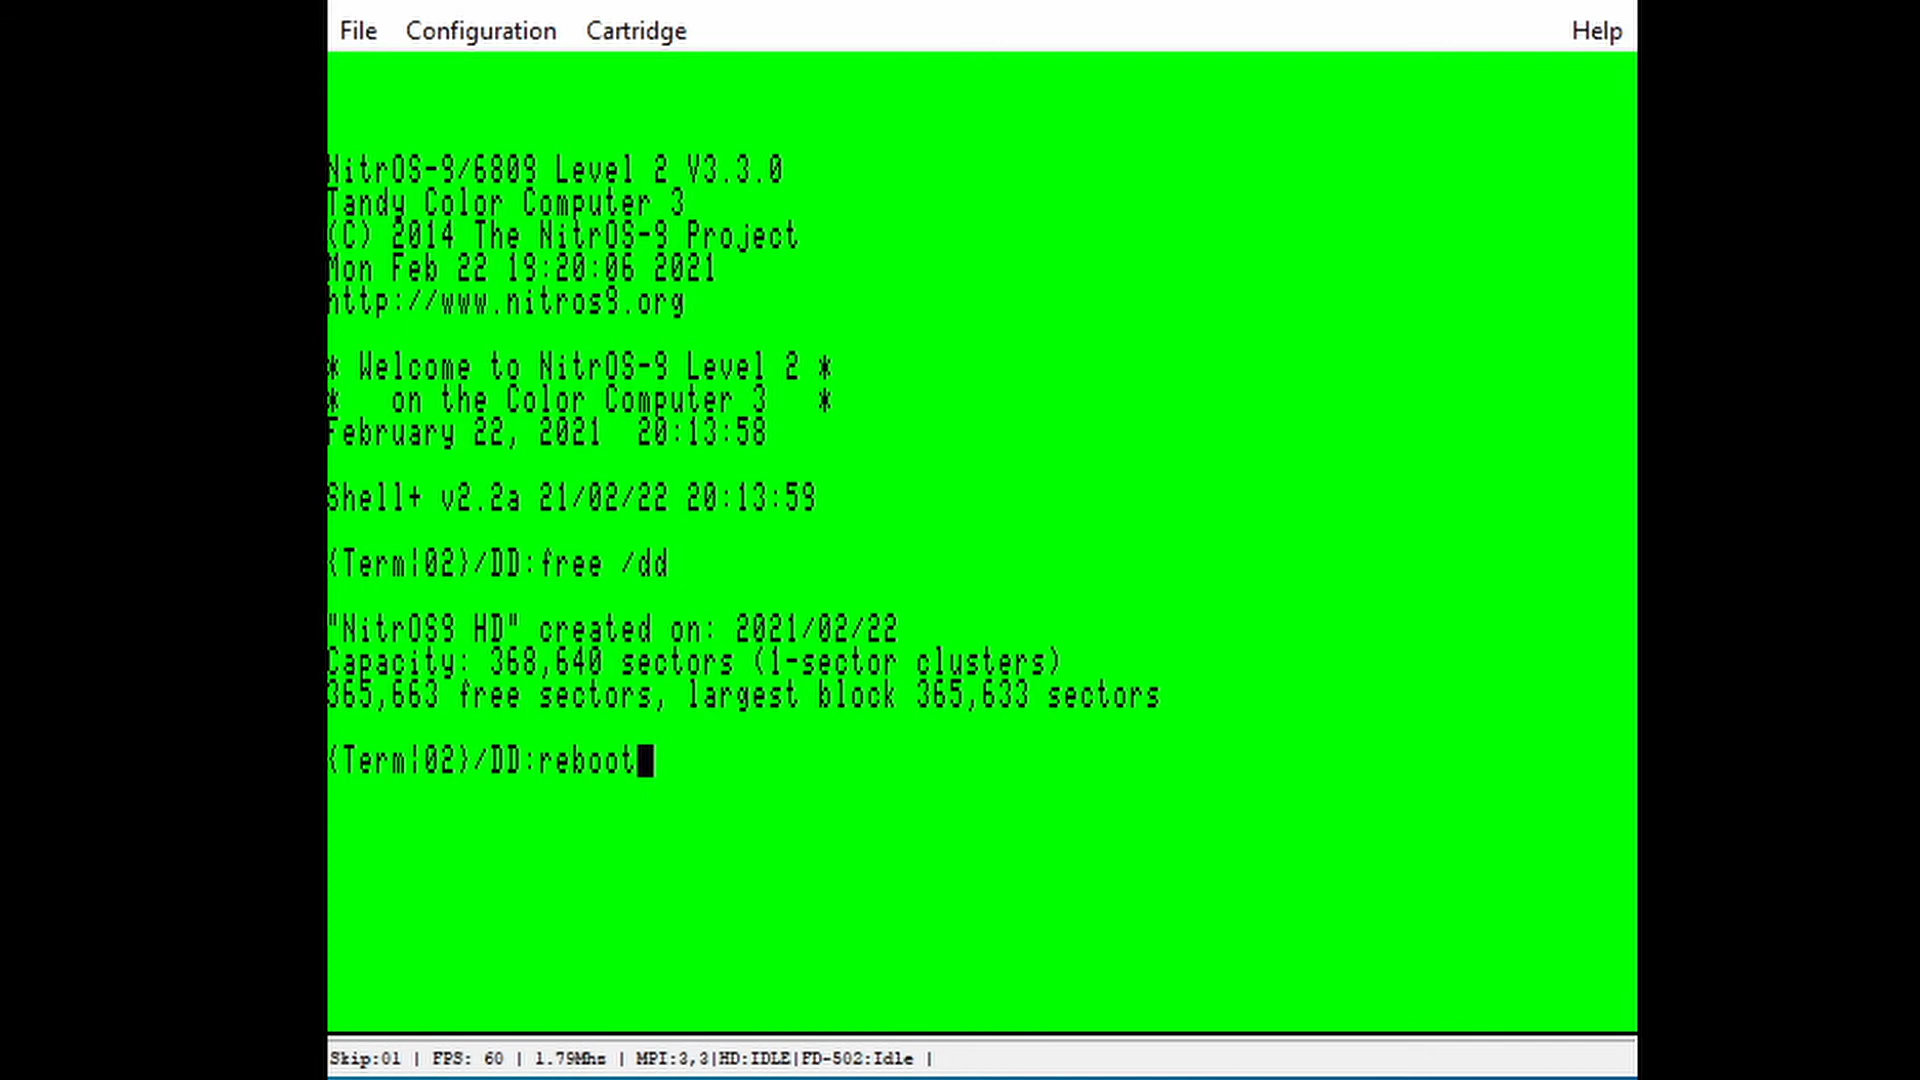 File Configuration Cartridge Help
NitrOS-9/6809 Level 2 V3.3.0
Tandy Color Computer 3
(C) 2014 The NitrOS-9 Project
Mon Feb 22 19:20:06 2021
http://www.nitros9.org
* Welcome to NitrOS-9 Level 2 *
*   on the Color Computer 3   *
February 22, 2021  20:13:58
Shell+ v2.2a 21/02/22 20:13:59
{Term|02}/DD:free /dd
"NitrOS9 HD" created on: 2021/02/22
Capacity: 368,640 sectors (1-sector clusters)
365,663 free sectors, largest block 365,633 sectors
{Term|02}/DD:reboot
Skip:01 | FPS: 60 | 1.79Mhs | MPI:3,3|HD:IDLE|FD-502:Idle |